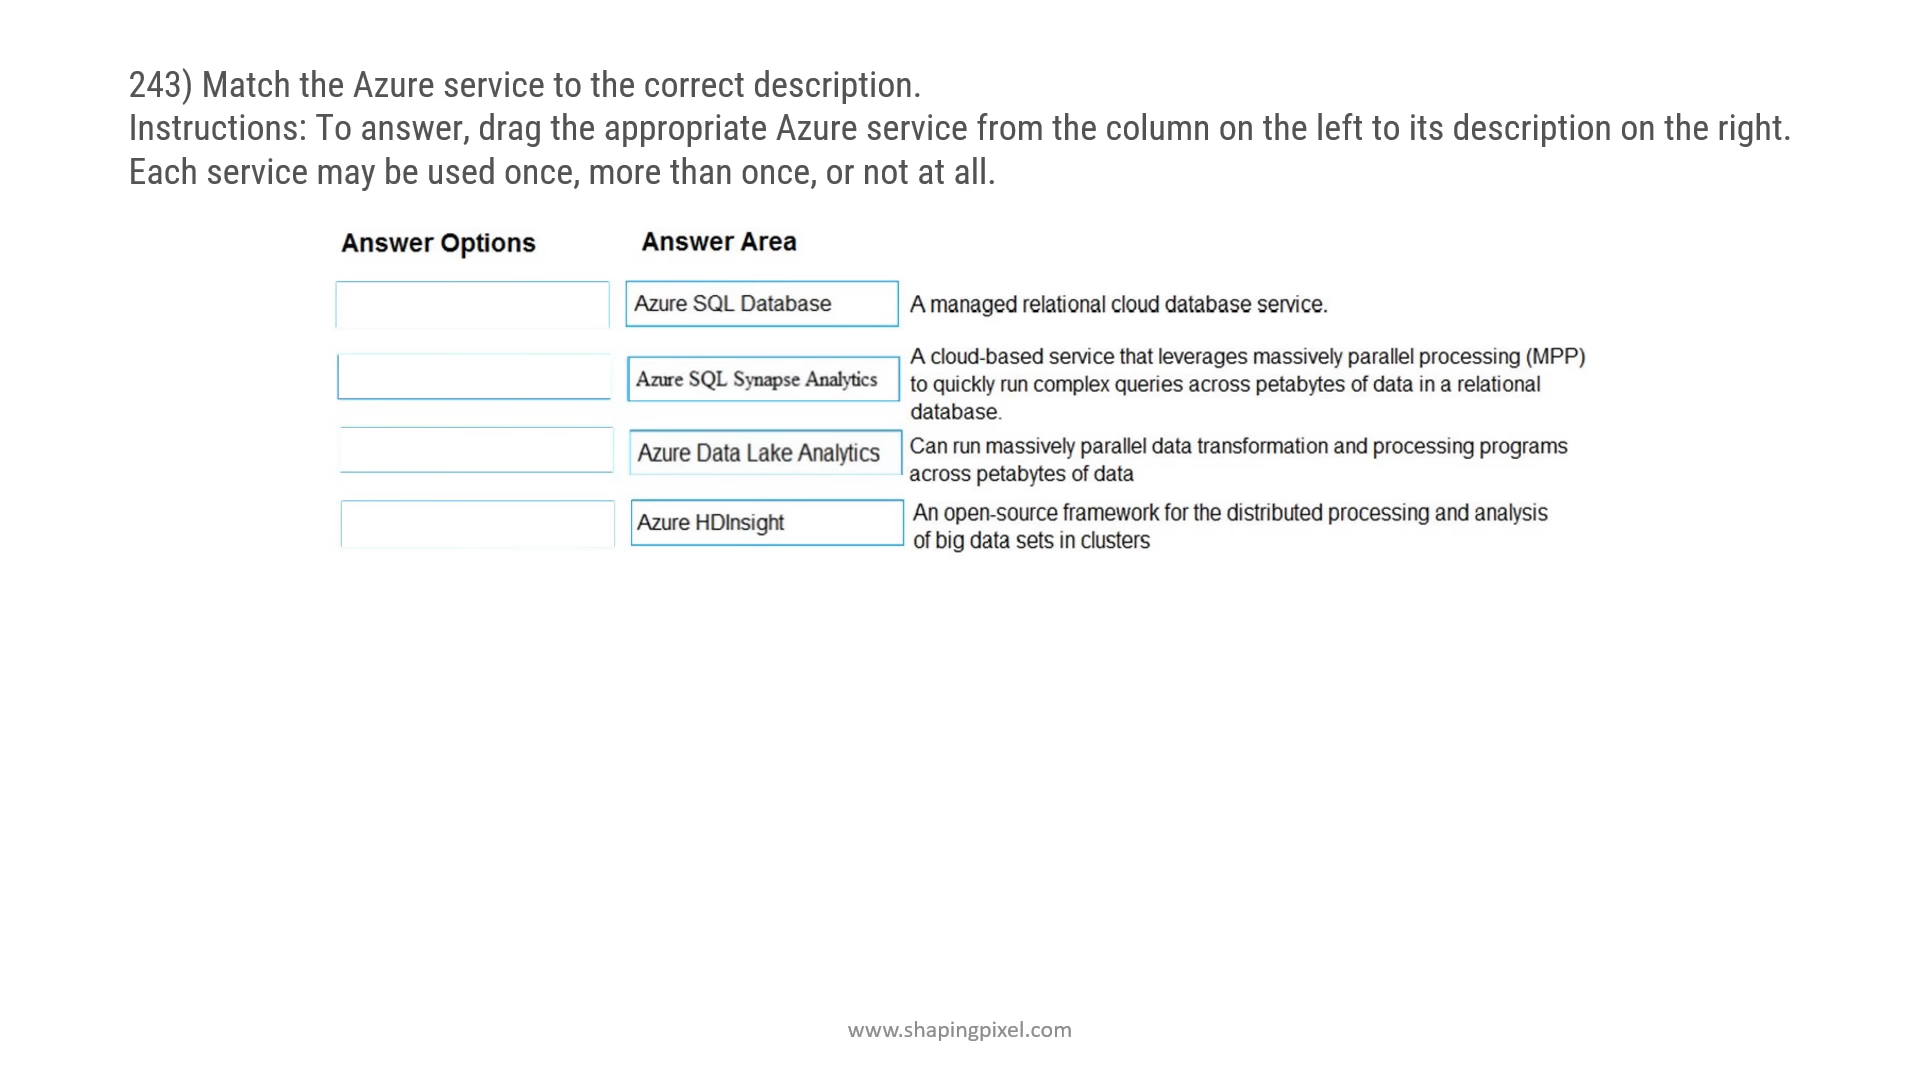 243) Match the Azure service to the correct description.
Instructions: To answer, drag the appropriate Azure service from the column on the left to its description on the right.
Each service may be used once, more than once, or not at all.
Answer Options
Answer Area
Azure SQL Database
A managed relational cloud database service.
Azure SQL Synapse Analytics
A cloud-based service that leverages massively parallel processing (MPP)
to quickly run complex queries across petabytes of data in a relational
database.
Azure Data Lake Analytics
Can run massively parallel data transformation and processing programs
across petabytes of data
Azure HDInsight
An open-source framework for the distributed processing and analysis
of big data sets in clusters
www.shapingpixel.com